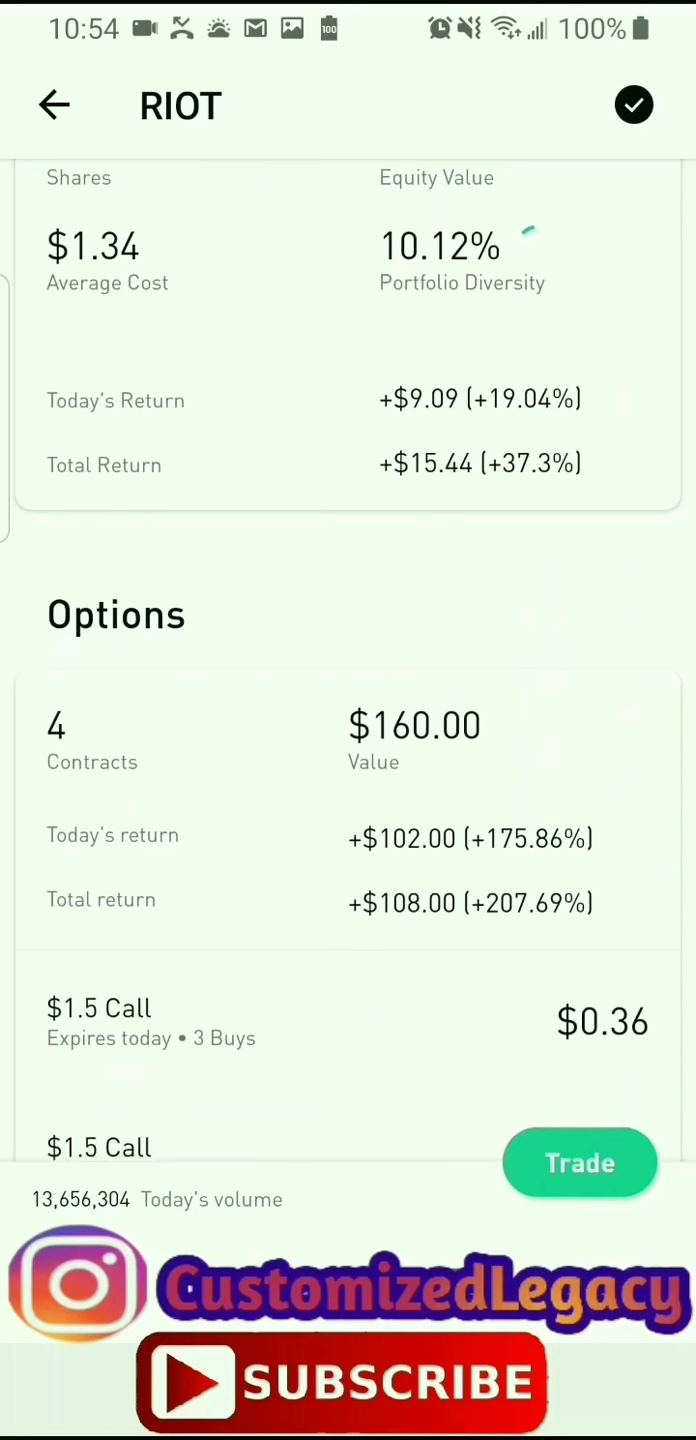 10:54 100 100%
RIOT
Shares Equity Value
$1.34 10.12%
Average Cost Portfolio Diversity
Today's Return +$9.09 (+19.04%)
Total Return +$15.44 (+37.3%)
Options
4 $160.00
Contracts Value
Today's return +$102.00 (+175.86%)
Total return +$108.00 (+207.69%)
$1.5 Call $0.36
Expires today • 3 Buys
$1.5 Call
Trade
13,656,304 Today's volume
CustomizedLegacy
SUBSCRIBE